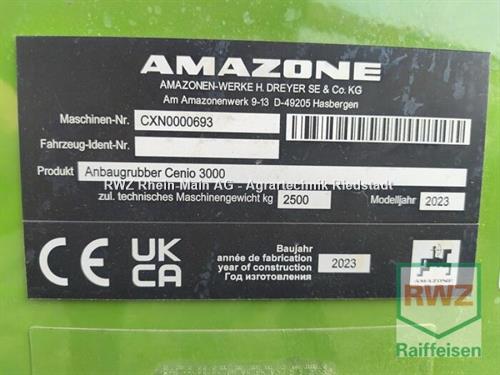 AMAZONE
AMAZONEN-WERKE H. DREYER SE & Co. KG
Am Amazonenwerk 9-13 D-49205 Hasbergen
Maschinen-Nr. CXN0000693
Fahrzeug-Ident-Nr.
Produkt Anbaugrubber Cenio 3000
RWZ Rhein-Main AG - Agrartechnik Riedstadt
zul. technisches Maschinengewicht kg 2500 Modelljahr 2023
CE UK CA
Baujahr
année de fabrication
year of construction
Год изготовления
2023
AMAZONE
RWZ
Raiffeisen